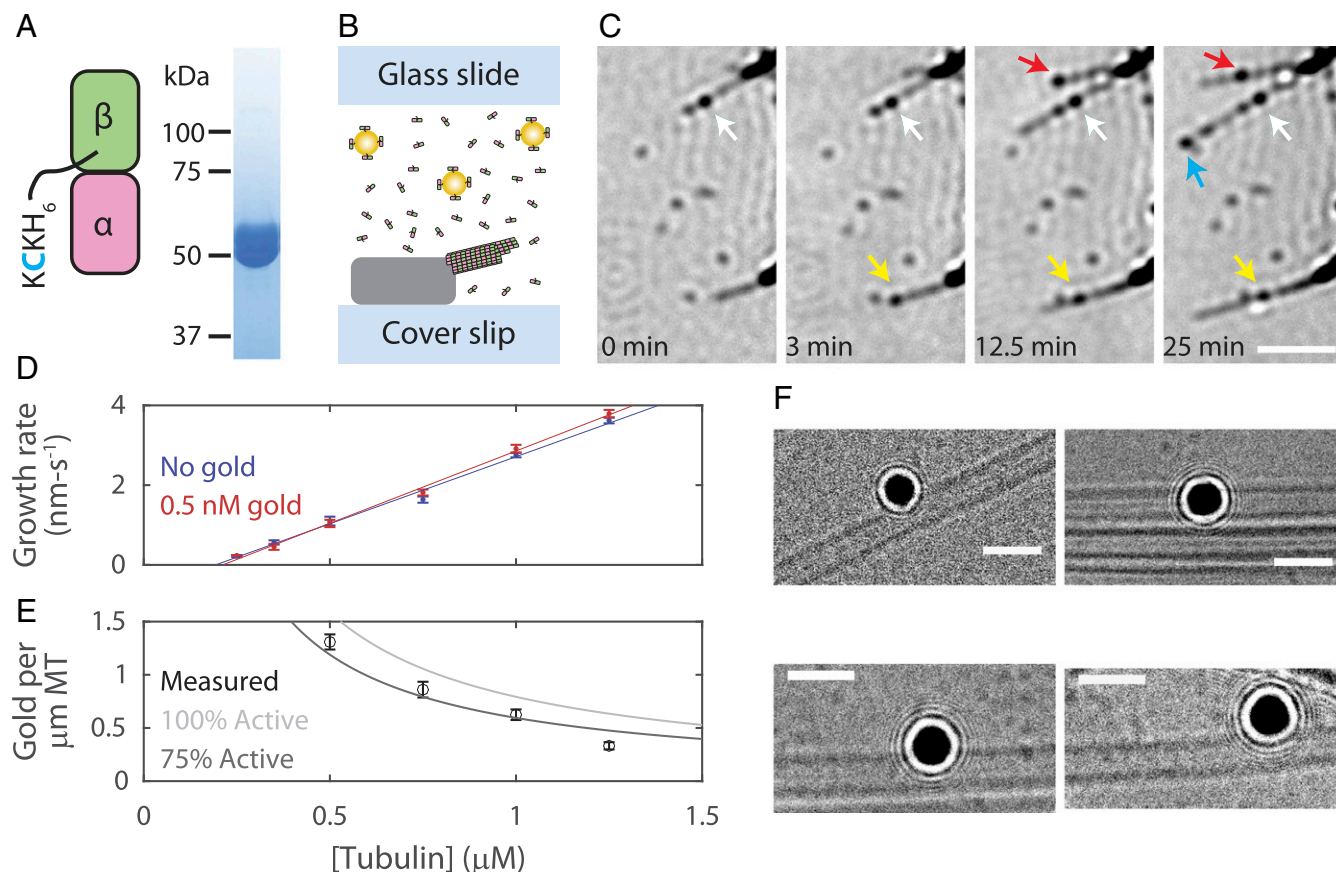 A
kDa
β
α
KCKH6
100
75
50
37
B
Glass slide
Cover slip
C
0 min
3 min
12.5 min
25 min
D
Growth rate
(nm-s⁻¹)
4
2
0
No gold
0.5 nM gold
E
Gold per
μm MT
1.5
1
0.5
0
Measured
100% Active
75% Active
0
0.5
1
1.5
[Tubulin] (μM)
F